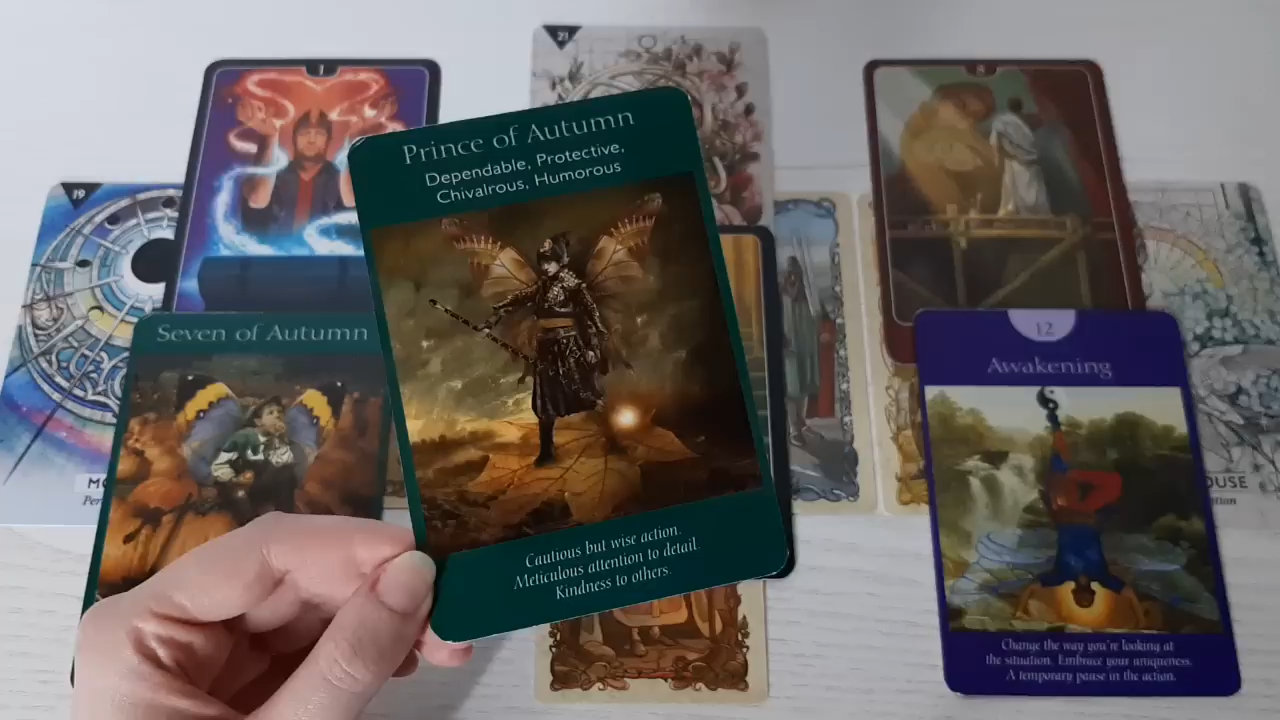 21
1
8
19
Prince of Autumn
Dependable, Protective,
Chivalrous, Humorous
Cautious but wise action.
Meticulous attention to detail.
Kindness to others.
Seven of Autumn
12
Awakening
Change the way you're looking at
the situation. Embrace your uniqueness.
A temporary pause in the action.